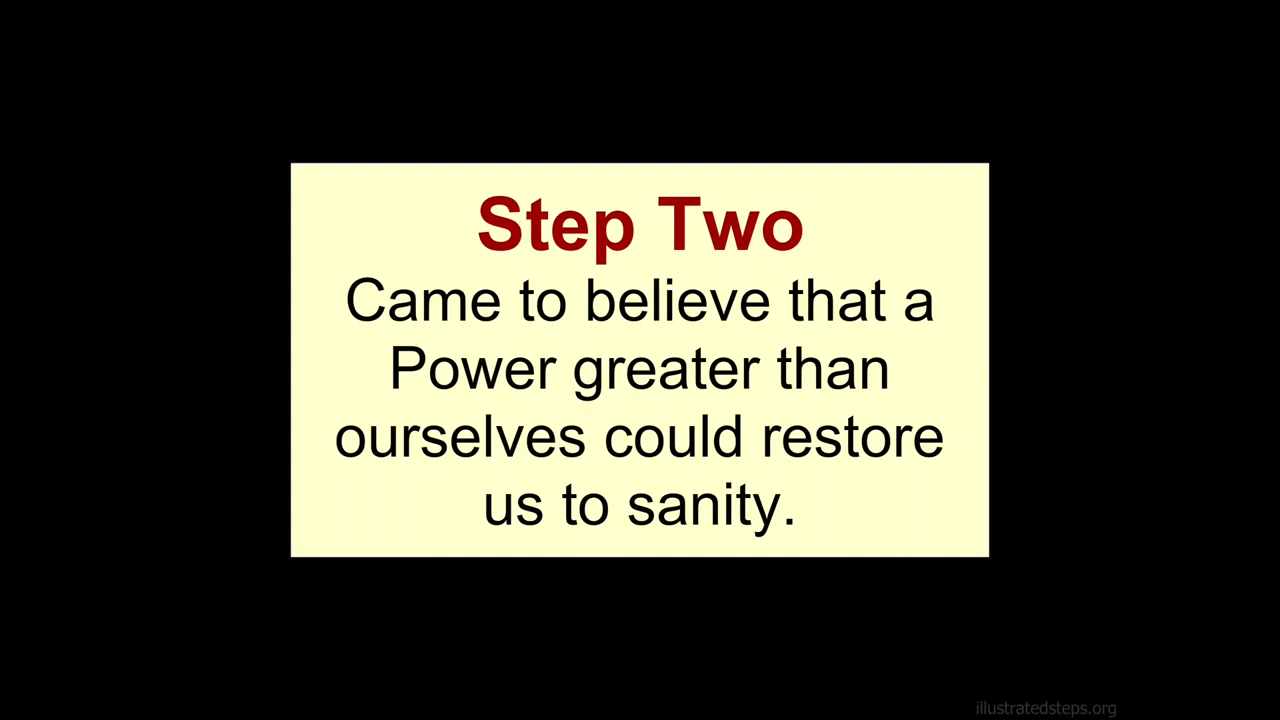 Step Two
Came to believe that a
Power greater than
ourselves could restore
us to sanity.
illustratedsteps.org